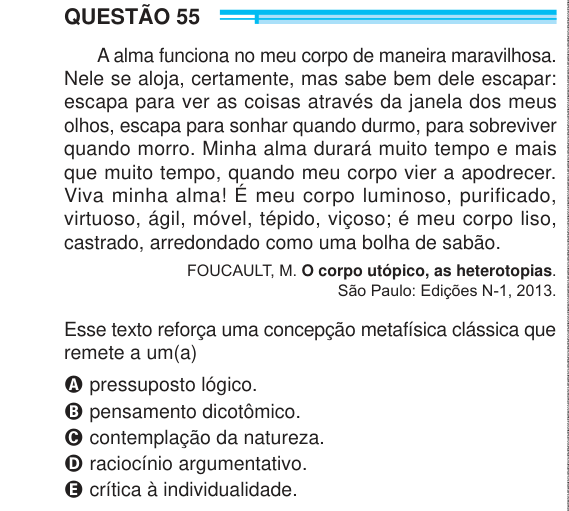 QUESTÃO 55
A alma funciona no meu corpo de maneira maravilhosa.
Nele se aloja, certamente, mas sabe bem dele escapar:
escapa para ver as coisas através da janela dos meus
olhos, escapa para sonhar quando durmo, para sobreviver
quando morro. Minha alma durará muito tempo e mais
que muito tempo, quando meu corpo vier a apodrecer.
Viva minha alma! É meu corpo luminoso, purificado,
virtuoso, ágil, móvel, tépido, viçoso; é meu corpo liso,
castrado, arredondado como uma bolha de sabão.
FOUCAULT, M. O corpo utópico, as heterotopias.
São Paulo: Edições N-1, 2013.
Esse texto reforça uma concepção metafísica clássica que
remete a um(a)
A pressuposto lógico.
B pensamento dicotômico.
C contemplação da natureza.
D raciocínio argumentativo.
E crítica à individualidade.